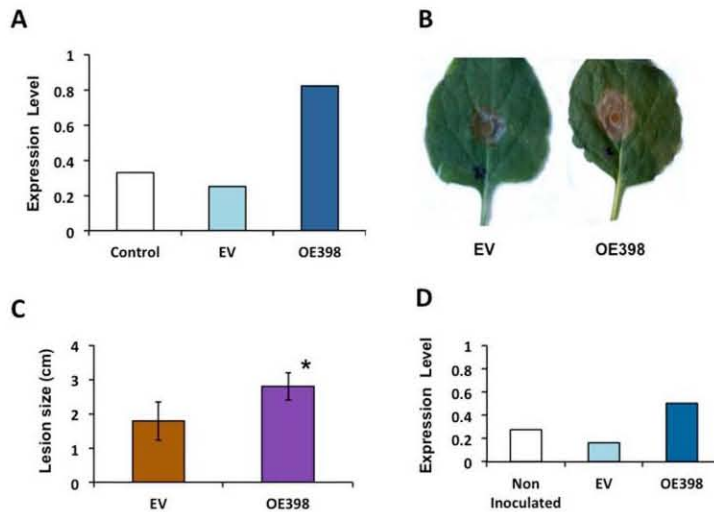 A
Expression Level
1
0.8
0.6
0.4
0.2
0
Control EV OE398
B
EV OE398
C
Lesion size (cm)
4
3
2
1
0
*
EV OE398
D
Expression Level
1
0.8
0.6
0.4
0.2
0
Non EV OE398
Inoculated